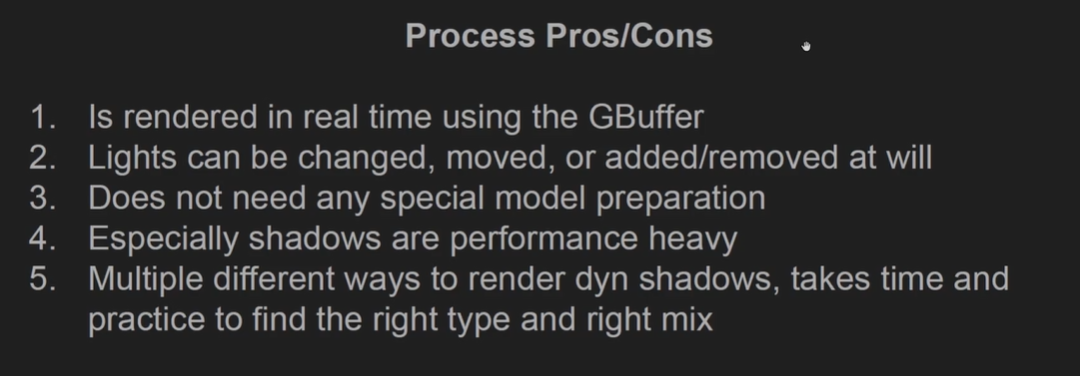 Process Pros/Cons
1. Is rendered in real time using the GBuffer
2. Lights can be changed, moved, or added/removed at will
3. Does not need any special model preparation
4. Especially shadows are performance heavy
5. Multiple different ways to render dyn shadows, takes time and
practice to find the right type and right mix